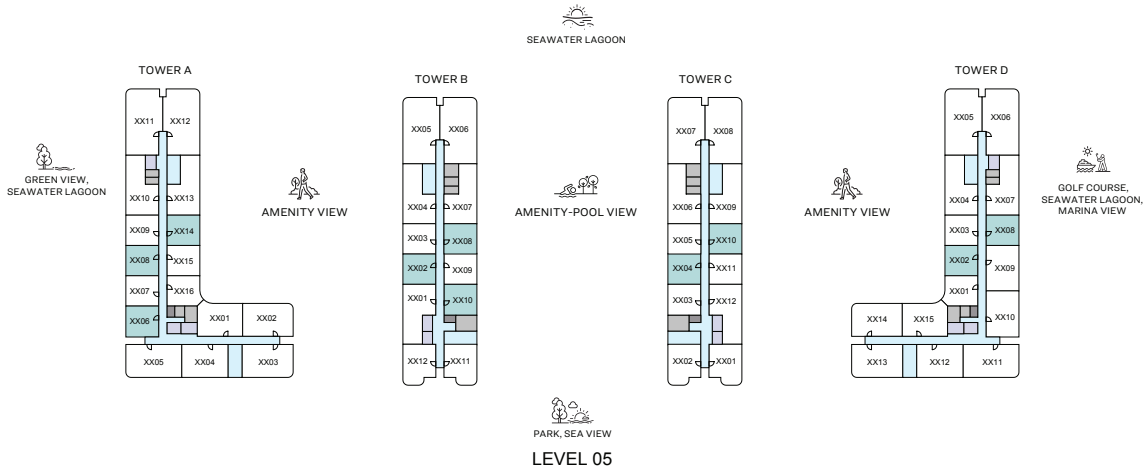 SEAWATER LAGOON
TOWER A
TOWER B
TOWER C
TOWER D
XX11 XX12
XX10 XX13
XX09 XX14
XX08 XX15
XX07 XX16
XX06 XX01 XX02
XX05 XX04 XX03
XX05 XX06
XX04 XX07
XX03 XX08
XX02 XX09
XX01 XX10
XX12 XX11
XX07 XX08
XX06 XX09
XX05 XX10
XX04 XX11
XX03 XX12
XX02 XX01
XX05 XX06
XX04 XX07
XX03 XX08
XX02 XX09
XX01 XX10
XX14 XX15
XX13 XX12 XX11
GREEN VIEW,
SEAWATER LAGOON
AMENITY VIEW
AMENITY-POOL VIEW
AMENITY VIEW
GOLF COURSE,
SEAWATER LAGOON,
MARINA VIEW
PARK, SEA VIEW
LEVEL 05